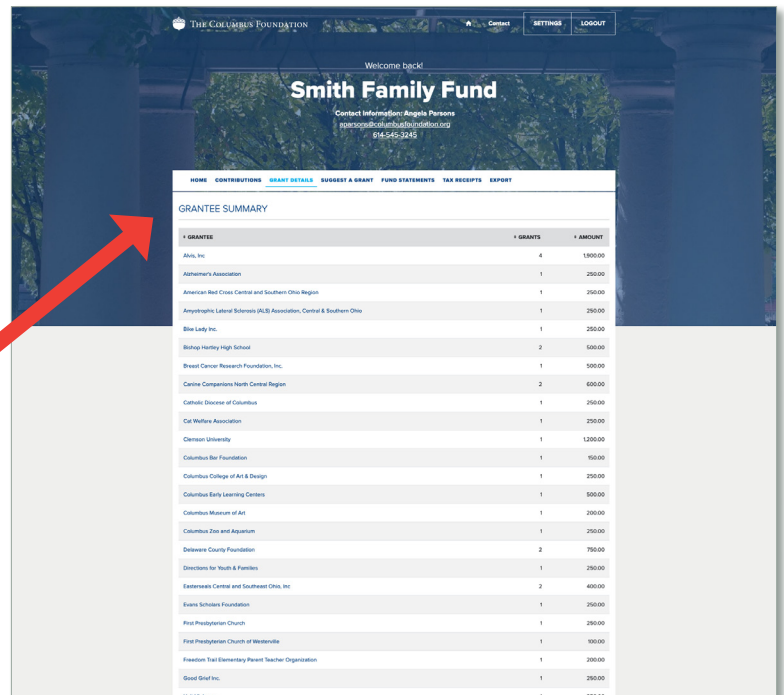 THE COLUMBUS FOUNDATION
Contact SETTINGS LOGOUT
Welcome back!
Smith Family Fund
Contact Information: Angela Parsons
aparsons@columbusfoundation.org
614-545-3245
HOME CONTRIBUTIONS GRANT DETAILS SUGGEST A GRANT FUND STATEMENTS TAX RECEIPTS EXPORT
GRANTEE SUMMARY
GRANTEE GRANTS AMOUNT
Alvis, Inc 4 1,900.00
Alzheimer's Association 1 250.00
American Red Cross Central and Southern Ohio Region 1 250.00
Amyotrophic Lateral Sclerosis (ALS) Association, Central & Southern Ohio 1 250.00
Bike Lady Inc. 1 250.00
Bishop Hartley High School 2 500.00
Breast Cancer Research Foundation, Inc. 1 500.00
Canine Companions North Central Region 2 600.00
Catholic Diocese of Columbus 1 250.00
Cat Welfare Association 1 250.00
Clemson University 1 1,200.00
Columbus Bar Foundation 1 150.00
Columbus College of Art & Design 1 250.00
Columbus Early Learning Centers 1 500.00
Columbus Museum of Art 1 200.00
Columbus Zoo and Aquarium 1 250.00
Delaware County Foundation 2 750.00
Directions for Youth & Families 1 250.00
Easterseals Central and Southeast Ohio, Inc 2 400.00
Evans Scholars Foundation 1 250.00
First Presbyterian Church 1 250.00
First Presbyterian Church of Westerville 1 100.00
Freedom Trail Elementary Parent Teacher Organization 1 200.00
Good Grief Inc. 1 250.00